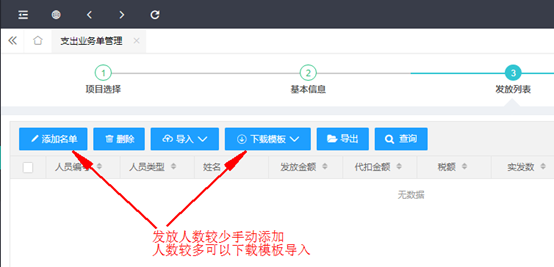 支出业务单管理
1
2
3
项目选择
基本信息
发放列表
添加名单 删除 导入 下载模板 导出 查询
人员编号 人员类型 姓名 发放金额 代扣金额 税额 实发数
无数据
发放人数较少手动添加
人数较多可以下载模板导入